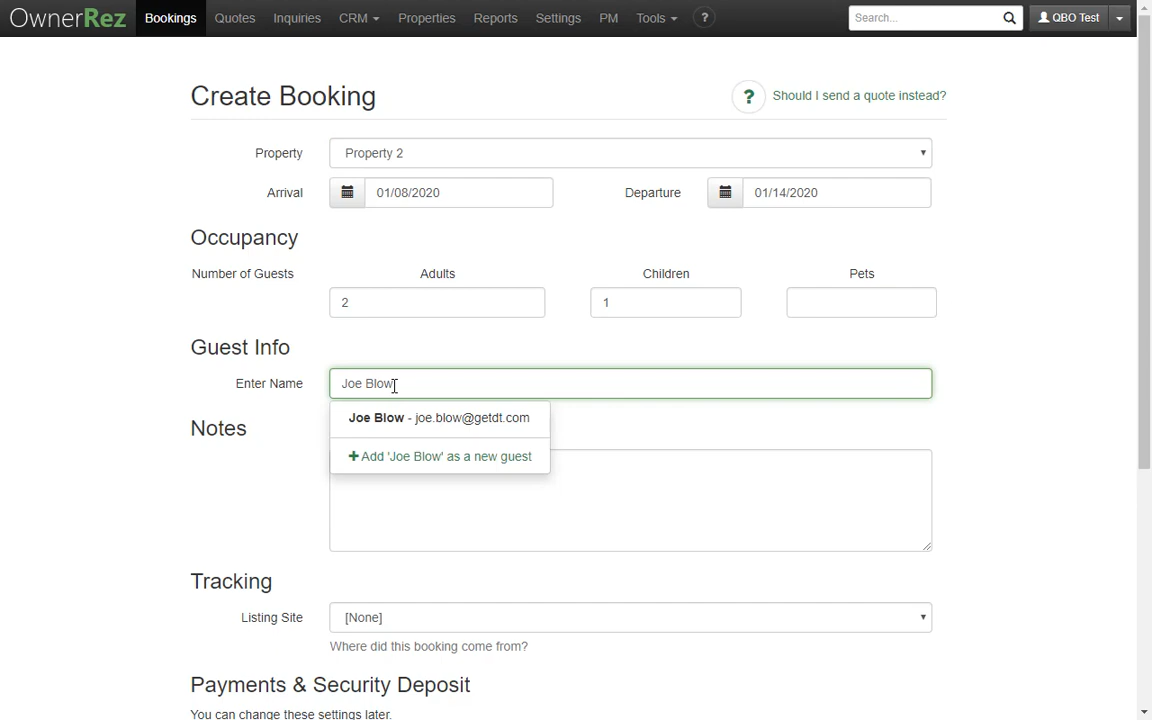 OwnerRez Bookings Quotes Inquiries CRM Properties Reports Settings PM Tools ? Search... QBO Test
Create Booking ? Should I send a quote instead?
Property Property 2
Arrival 01/08/2020 Departure 01/14/2020
Occupancy
Number of Guests Adults Children Pets
2 1
Guest Info
Enter Name Joe Blow
Joe Blow - joe.blow@getdt.com
Notes
Add 'Joe Blow' as a new guest
Tracking
Listing Site [None]
Where did this booking come from?
Payments & Security Deposit
You can change these settings later.